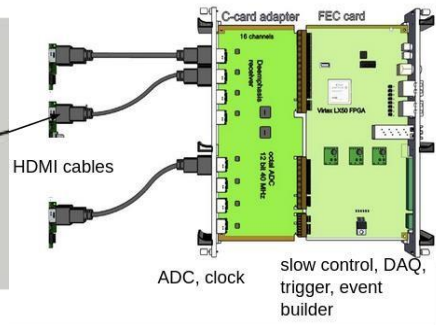 C-card adapter
FEC card
16 channels
Deemphasis
receiver
Virtex LX50 FPGA
octal ADC
12 bit 40 MHz
HDMI cables
ADC, clock
slow control, DAQ,
trigger, event
builder